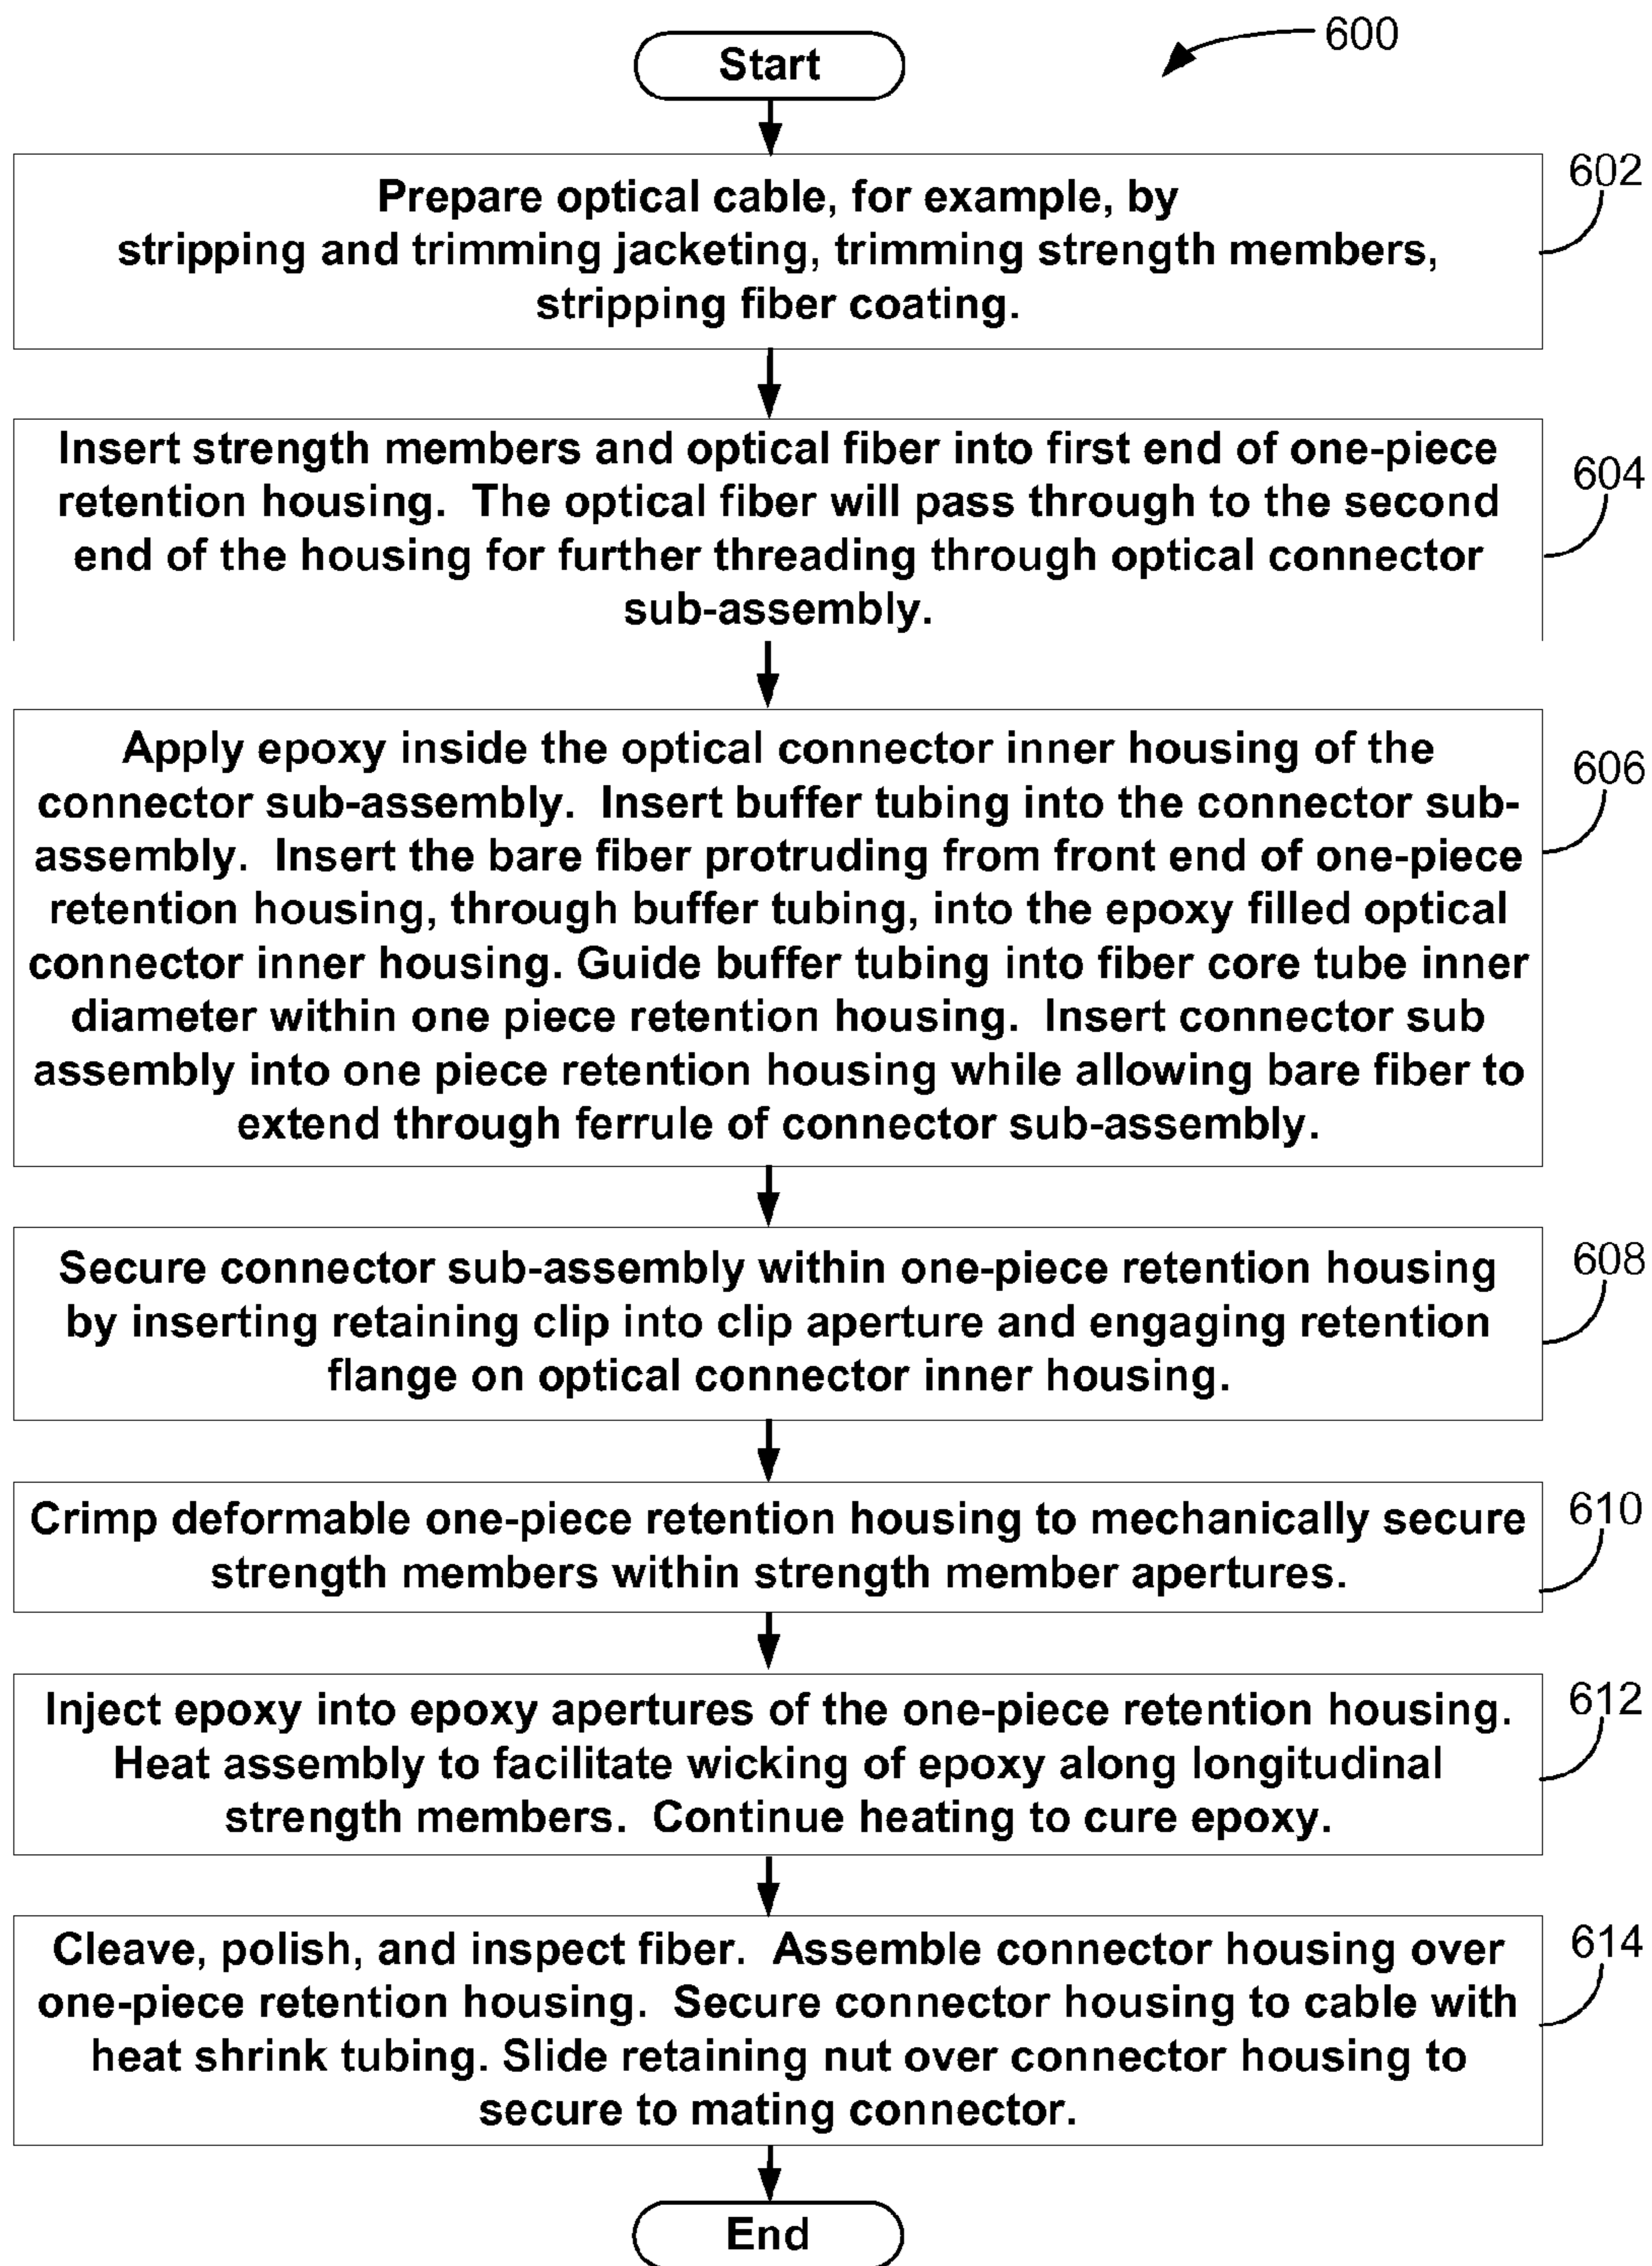 Start
600
Prepare optical cable, for example, by
stripping and trimming jacketing, trimming strength members,
stripping fiber coating.
602
Insert strength members and optical fiber into first end of one-piece
retention housing.  The optical fiber will pass through to the second
end of the housing for further threading through optical connector
sub-assembly.
604
Apply epoxy inside the optical connector inner housing of the
connector sub-assembly.  Insert buffer tubing into the connector sub-
assembly.  Insert the bare fiber protruding from front end of one-piece
retention housing, through buffer tubing, into the epoxy filled optical
connector inner housing. Guide buffer tubing into fiber core tube inner
diameter within one piece retention housing.  Insert connector sub
assembly into one piece retention housing while allowing bare fiber to
extend through ferrule of connector sub-assembly.
606
Secure connector sub-assembly within one-piece retention housing
by inserting retaining clip into clip aperture and engaging retention
flange on optical connector inner housing.
608
Crimp deformable one-piece retention housing to mechanically secure
strength members within strength member apertures.
610
Inject epoxy into epoxy apertures of the one-piece retention housing.
Heat assembly to facilitate wicking of epoxy along longitudinal
strength members.  Continue heating to cure epoxy.
612
Cleave, polish, and inspect fiber.  Assemble connector housing over
one-piece retention housing.  Secure connector housing to cable with
heat shrink tubing. Slide retaining nut over connector housing to
secure to mating connector.
614
End